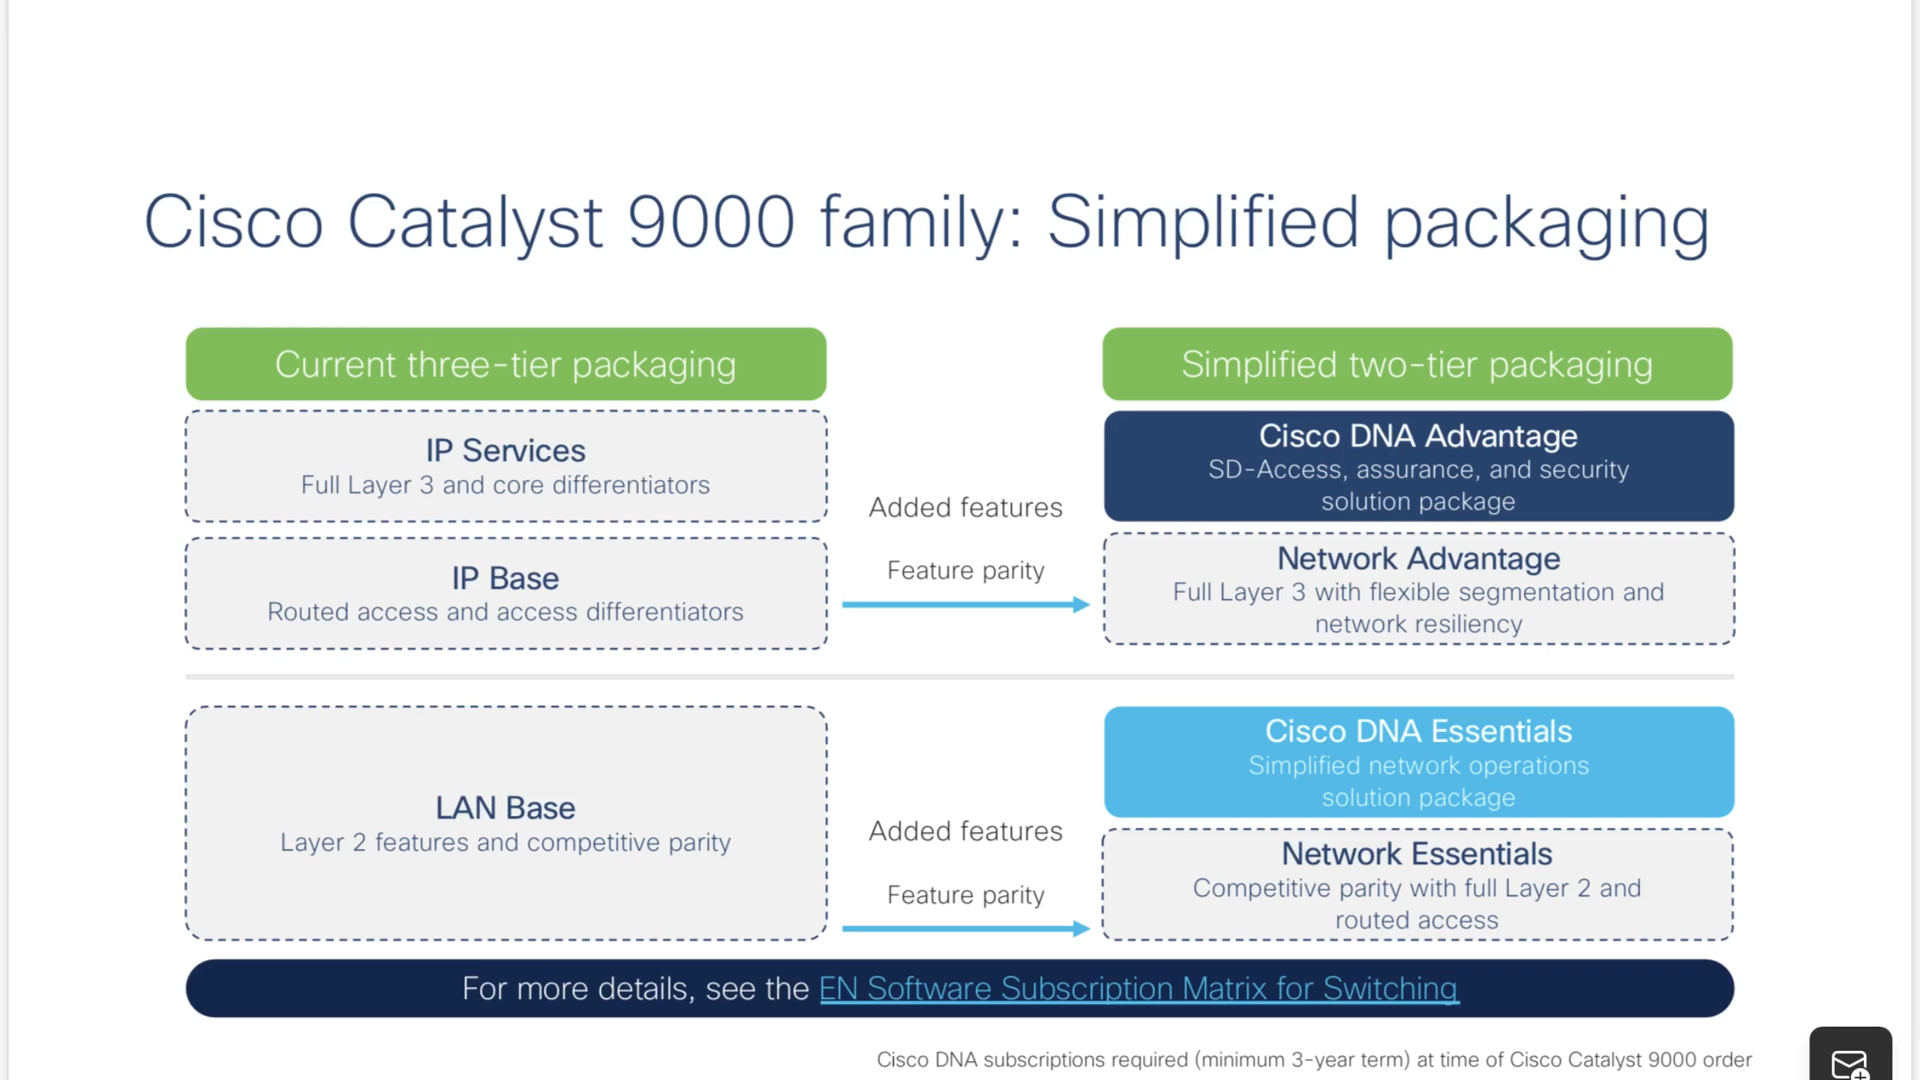 Cisco Catalyst 9000 family: Simplified packaging
Current three-tier packaging
IP Services
Full Layer 3 and core differentiators
IP Base
Routed access and access differentiators
Added features
Feature parity
Simplified two-tier packaging
Cisco DNA Advantage
SD-Access, assurance, and security
solution package
Network Advantage
Full Layer 3 with flexible segmentation and
network resiliency
LAN Base
Layer 2 features and competitive parity
Added features
Feature parity
Cisco DNA Essentials
Simplified network operations
solution package
Network Essentials
Competitive parity with full Layer 2 and
routed access
For more details, see the EN Software Subscription Matrix for Switching
Cisco DNA subscriptions required (minimum 3-year term) at time of Cisco Catalyst 9000 order